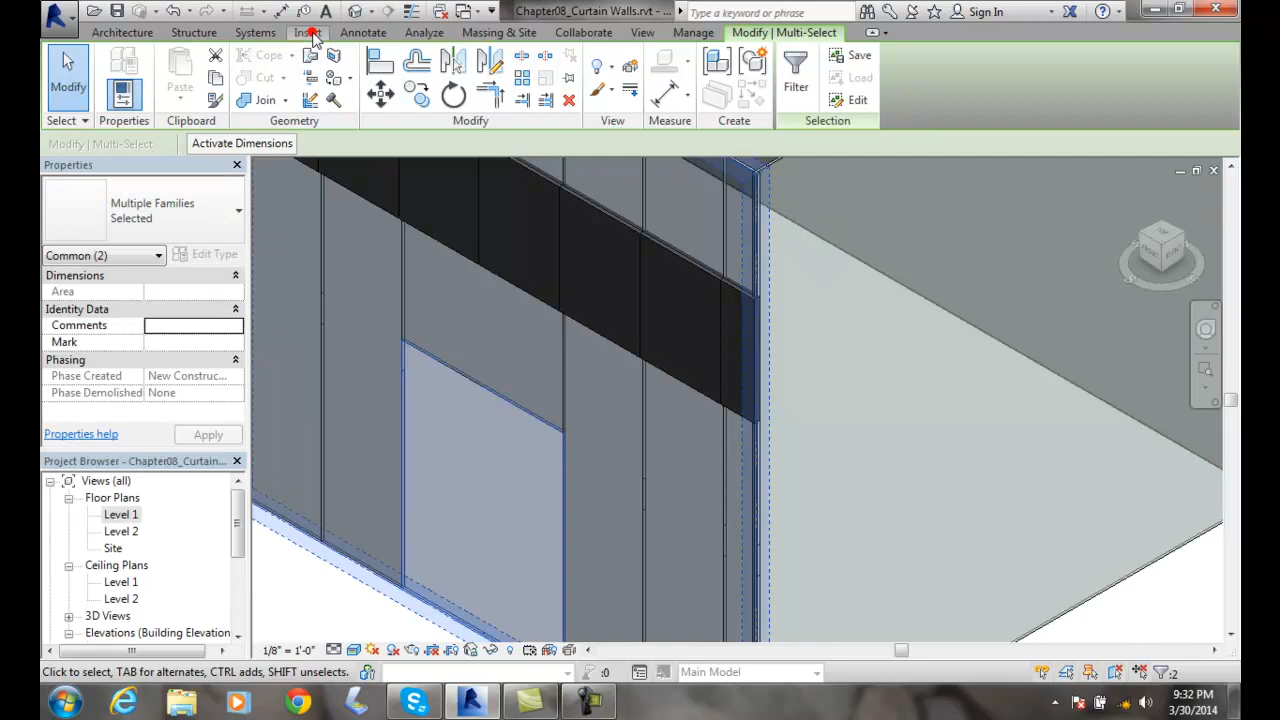 Chapter08_Curtain Walls.rvt - ...
Type a keyword or phrase
Sign In
Architecture
Structure
Systems
Annotate
Analyze
Massing & Site
Collaborate
View
Manage
Modify | Multi-Select
Modify
Paste
Cope
Cut
Join
Filter
Save
Load
Edit
Select
Properties
Clipboard
Geometry
Modify
View
Measure
Create
Selection
Modify | Multi-Select
Activate Dimensions
Properties
Multiple Families
Selected
Common (2)
Edit Type
Dimensions
Area
Identity Data
Comments
Mark
Phasing
Phase Created New Construc...
Phase Demolished None
Properties help
Apply
Project Browser - Chapter08_Curtain...
Views (all)
Floor Plans
Level 1
Level 2
Site
Ceiling Plans
Level 1
Level 2
3D Views
Elevations (Building Elevation
1/8" = 1'-0"
Click to select, TAB for alternates, CTRL adds, SHIFT unselects.
:0
Main Model
:2
9:32 PM
3/30/2014